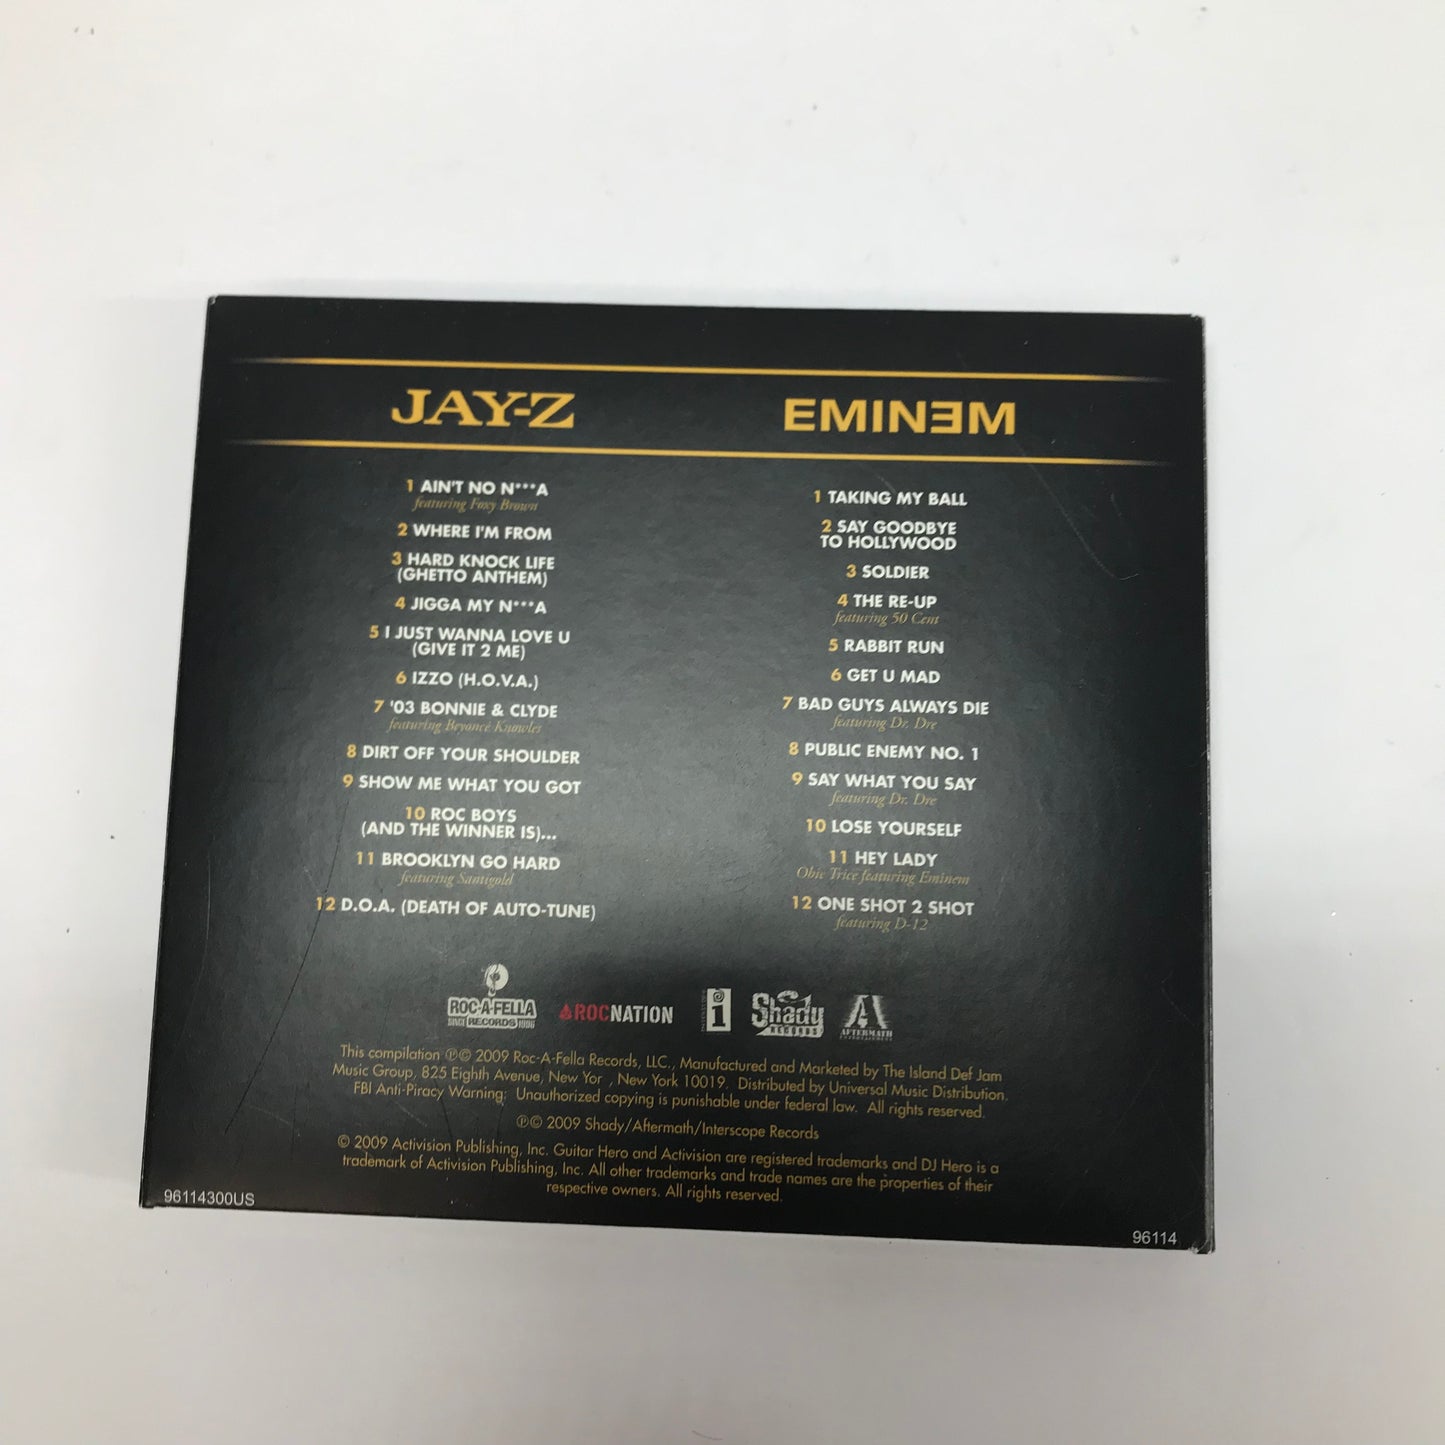 JAY-Z
1 AIN'T NO N***A
featuring Foxy Brown
2 WHERE I'M FROM
3 HARD KNOCK LIFE
(GHETTO ANTHEM)
4 JIGGA MY N***A
5 I JUST WANNA LOVE U
(GIVE IT 2 ME)
6 IZZO (H.O.V.A.)
7 '03 BONNIE & CLYDE
featuring Beyoncé Knowles
8 DIRT OFF YOUR SHOULDER
9 SHOW ME WHAT YOU GOT
10 ROC BOYS
(AND THE WINNER IS)...
11 BROOKLYN GO HARD
featuring Santigold
12 D.O.A. (DEATH OF AUTO-TUNE)
EMINƎM
1 TAKING MY BALL
2 SAY GOODBYE
TO HOLLYWOOD
3 SOLDIER
4 THE RE-UP
featuring 50 Cent
5 RABBIT RUN
6 GET U MAD
7 BAD GUYS ALWAYS DIE
featuring Dr. Dre
8 PUBLIC ENEMY NO. 1
9 SAY WHAT YOU SAY
featuring Dr. Dre
10 LOSE YOURSELF
11 HEY LADY
Obie Trice featuring Eminem
12 ONE SHOT 2 SHOT
featuring D-12
ROC-A-FELLA
SINCE RECORDS 1996
ROCNATION
i
Shady
RECORDS
AFTERMATH
ENTERTAINMENT
This compilation ℗© 2009 Roc-A-Fella Records, LLC., Manufactured and Marketed by The Island Def Jam
Music Group, 825 Eighth Avenue, New Yor , New York 10019. Distributed by Universal Music Distribution.
FBI Anti-Piracy Warning: Unauthorized copying is punishable under federal law. All rights reserved.
℗© 2009 Shady/Aftermath/Interscope Records
© 2009 Activision Publishing, Inc. Guitar Hero and Activision are registered trademarks and DJ Hero is a
trademark of Activision Publishing, Inc. All other trademarks and trade names are the properties of their
respective owners. All rights reserved.
96114300US
96114